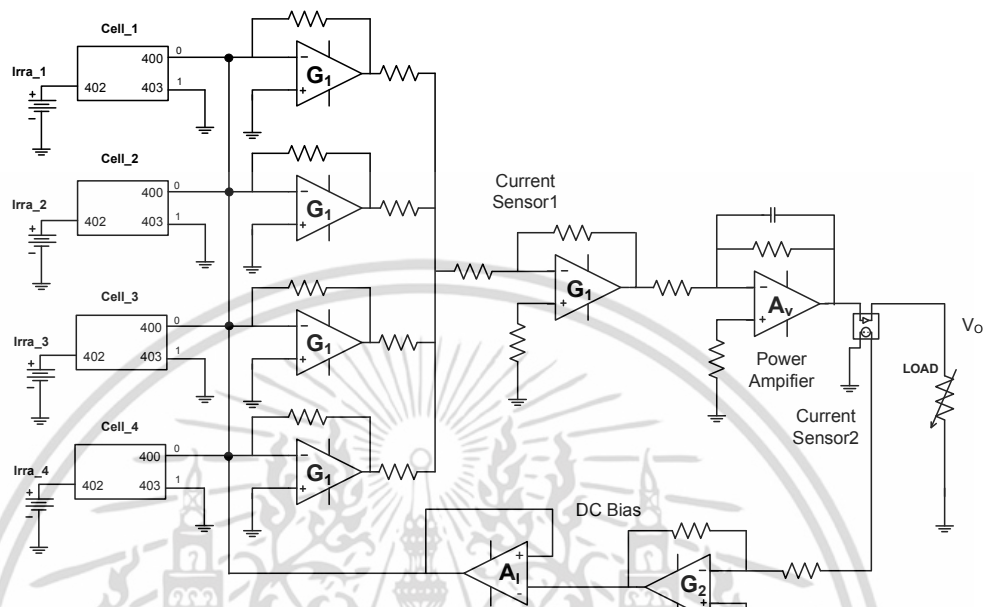 Cell_1
Irra_1
400 0
402 403 1
+
−
− G1 +
Cell_2
Irra_2
400 0
402 403 1
+
−
− G1 +
Current
Sensor1
Cell_3
Irra_3
400 0
402 403 1
+
−
− G1 +
− G1 +
− Av +
Power
Ampifier
Current
Sensor2
VO
LOAD
Cell_4
Irra_4
400 0
402 403 1
+
−
− G1 +
DC Bias
+ AI -
− G2 +